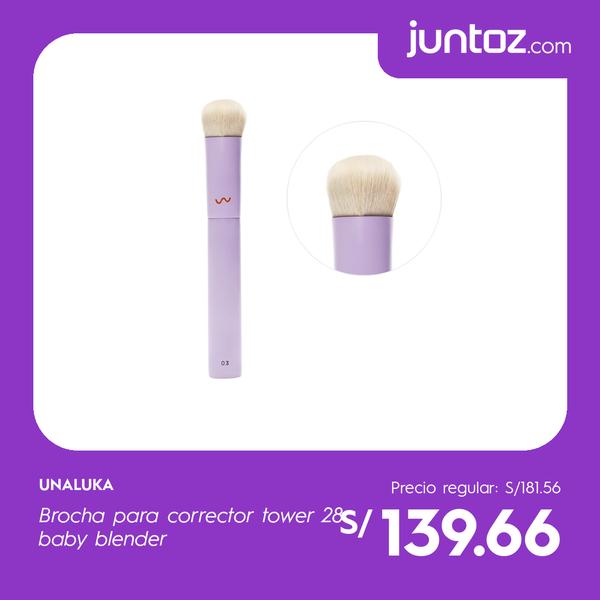 juntoz.com
03
UNALUKA
Precio regular: S/181.56
Brocha para corrector tower 28
baby blender
S/ 139.66